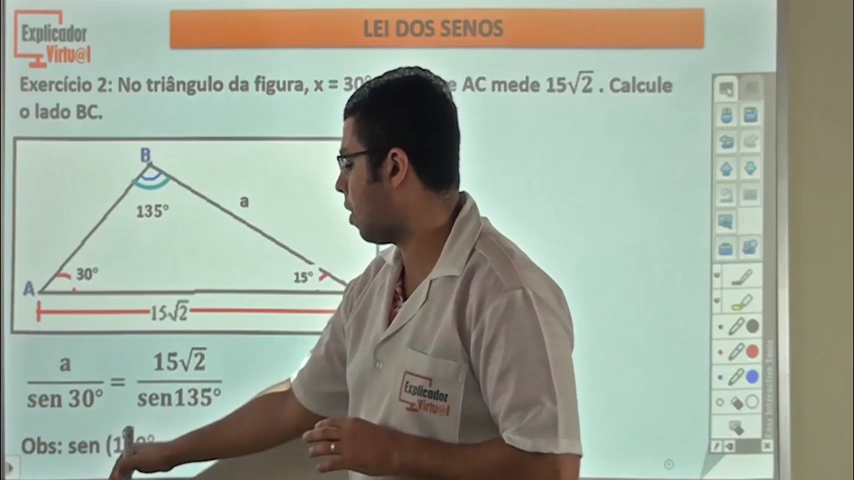 Explicador
Virtu@l
LEI DOS SENOS
Exercício 2: No triângulo da figura, x = 30° e AC mede 15√2 . Calcule
o lado BC.
B
135°
a
A
30°
15°
15√2
a / sen 30° = 15√2 / sen135°
Obs: sen (1
Explicador
Virtu@l